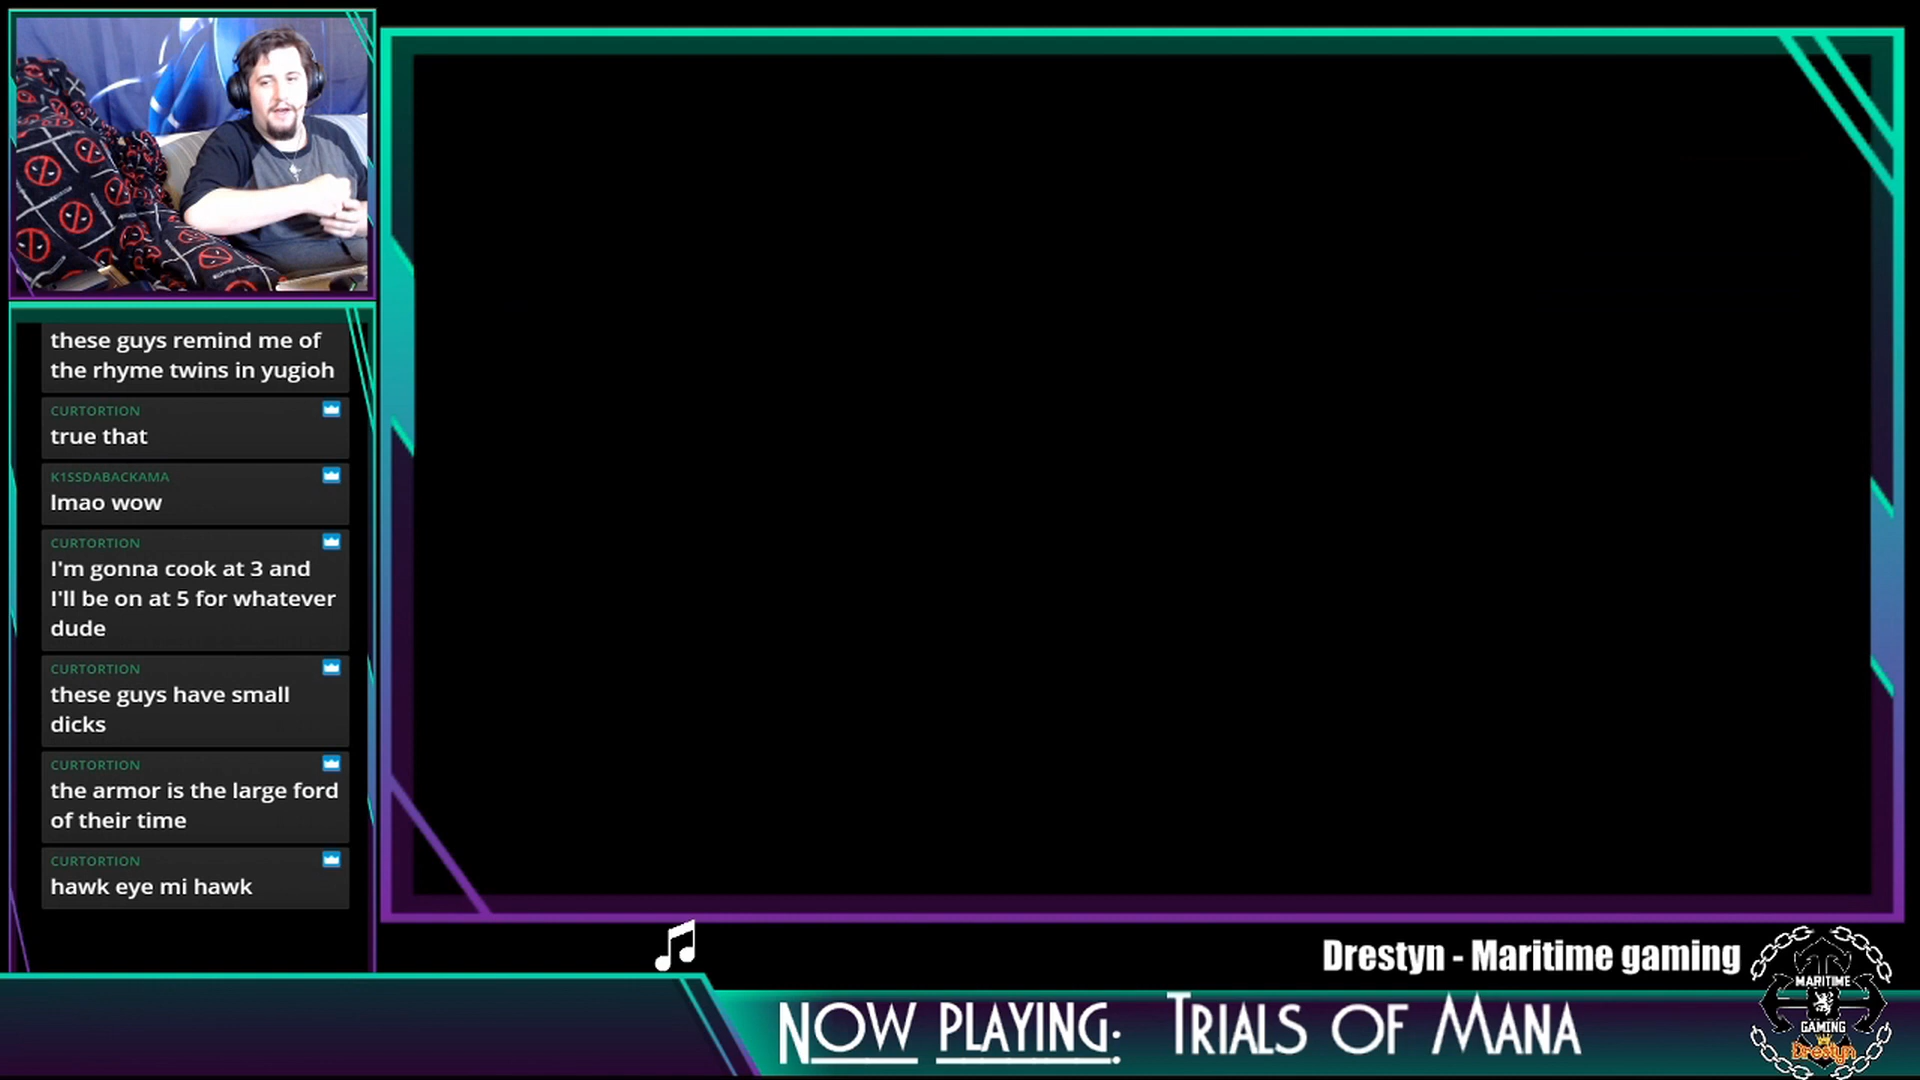 these guys remind me of
the rhyme twins in yugioh
CURTORTION
true that
K1SSDABACKAMA
lmao wow
CURTORTION
I'm gonna cook at 3 and
I'll be on at 5 for whatever
dude
CURTORTION
these guys have small
dicks
CURTORTION
the armor is the large ford
of their time
CURTORTION
hawk eye mi hawk
Drestyn - Maritime gaming
MARITIME
GAMING
Drestyn
NOW PLAYING: TRIALS OF MANA